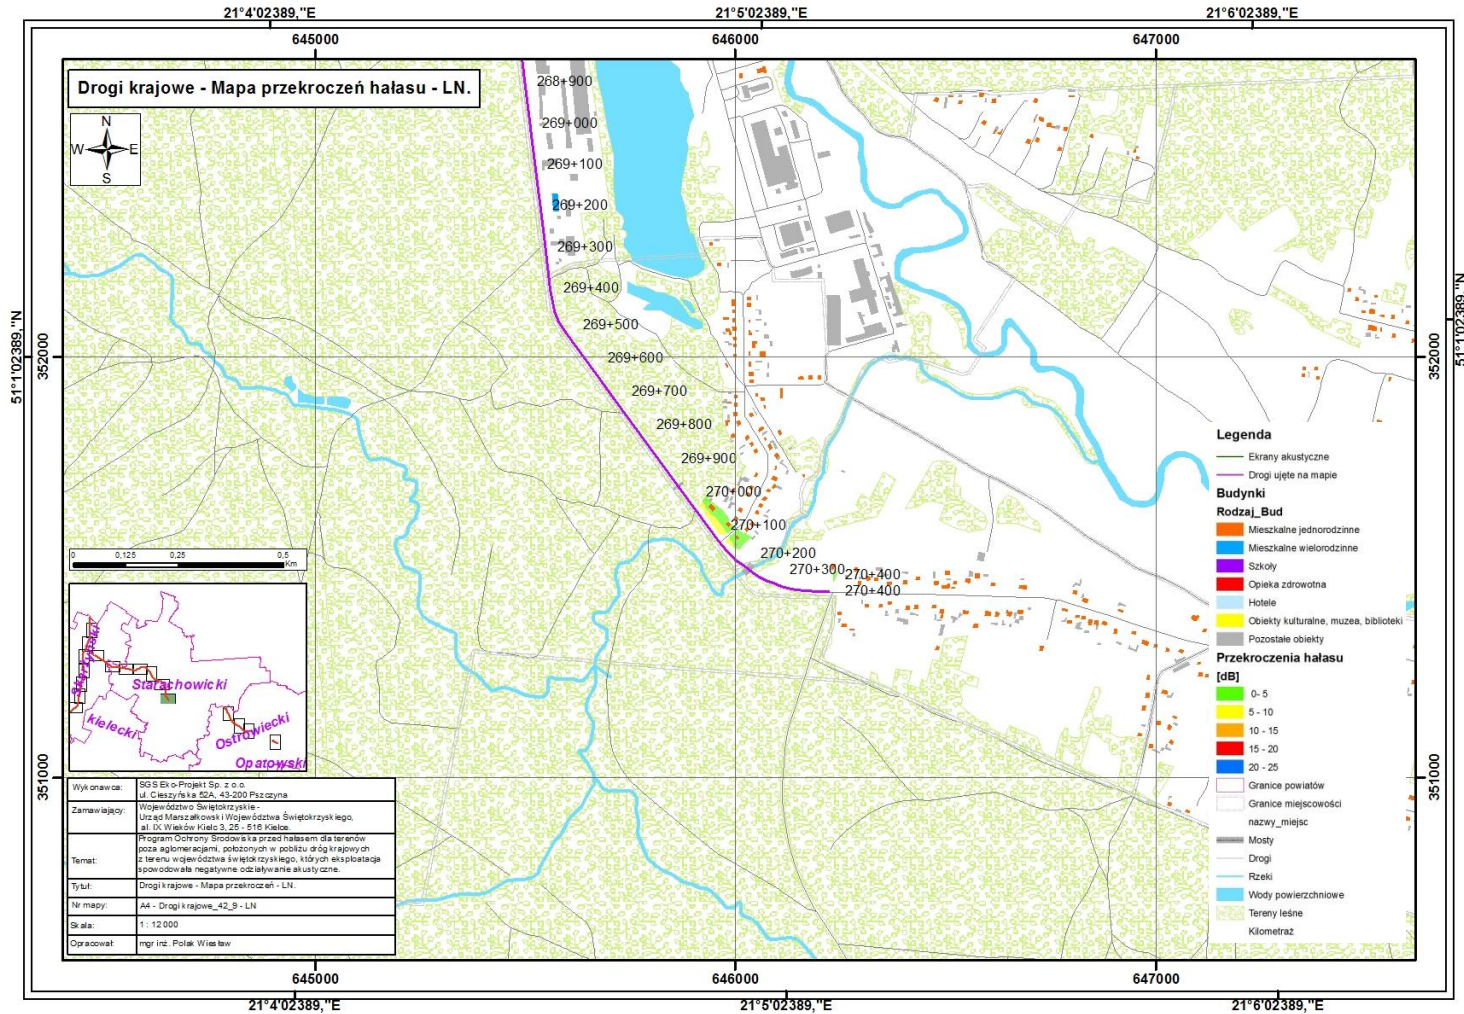 21°4'02389,"E
21°5'02389,"E
21°6'02389,"E
645000
646000
647000
Drogi krajowe - Mapa przekroczeń hałasu - LN.
N
W
E
S
268+900
269+000
269+100
269+200
269+300
269+400
269+500
269+600
269+700
269+800
269+900
270+000
270+100
270+200
270+300
270+400
270+400
51°1'02389,"N
352000
351000
352000
351000
51°1'02389,"N
0
0,125
0,25
0,5
Km
Skarżyski
Starachowicki
kielecki
Ostrowiecki
Opatowski
Wykonawca:
SGS Eko-Projekt Sp. z o.o.
ul. Cieszyńska 52A, 43-200 Pszczyna
Zamawiający:
Województwo Świętokrzyskie -
Urząd Marszałkowski Województwa Świętokrzyskiego,
al. IX Wieków Kielc 3, 25 - 516 Kielce.
Temat:
Program Ochrony Środowiska przed hałasem dla terenów
poza aglomeracjami, położonych w pobliżu dróg krajowych
z terenu województwa świętokrzyskiego, których eksploatacja
spowodowała negatywne odziaływanie akustyczne.
Tytuł:
Drogi krajowe - Mapa przekroczeń - LN.
Nr mapy:
A4 - Drogi krajowe_42_9 - LN
Skala:
1 : 12 000
Opracował:
mgr inż. Polak Wiesław
Legenda
Ekrany akustyczne
Drogi ujęte na mapie
Budynki
Rodzaj_Bud
Mieszkalne jednorodzinne
Mieszkalne wielorodzinne
Szkoły
Opieka zdrowotna
Hotele
Obiekty kulturalne, muzea, biblioteki
Pozostałe obiekty
Przekroczenia hałasu
[dB]
0- 5
5 - 10
10 - 15
15 - 20
20 - 25
Granice powiatów
Granice miejscowości
nazwy_miejsc
Mosty
Drogi
Rzeki
Wody powierzchniowe
Tereny leśne
Kilometraż
645000
646000
647000
21°4'02389,"E
21°5'02389,"E
21°6'02389,"E